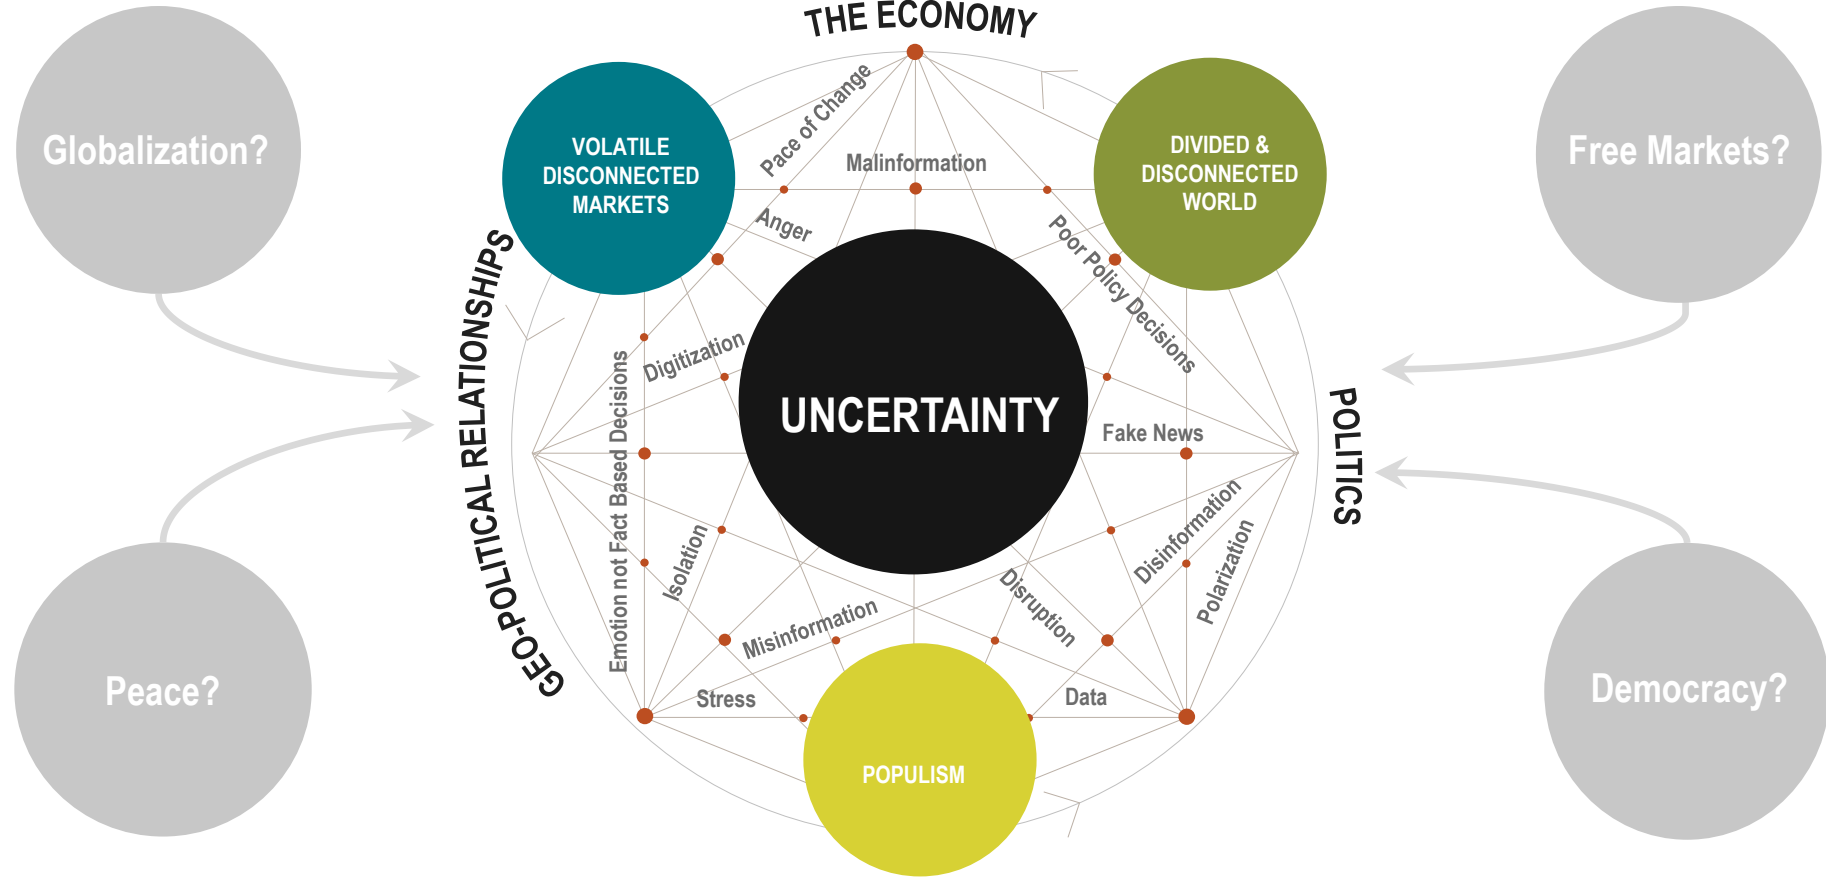 THE ECONOMY
Globalization?
Free Markets?
VOLATILE
DISCONNECTED
MARKETS
DIVIDED &
DISCONNECTED
WORLD
Pace of Change
Malinformation
Anger
Poor Policy Decisions
GEO-POLITICAL RELATIONSHIPS
Digitization
Emotion not Fact Based Decisions
UNCERTAINTY
Fake News
POLITICS
Isolation
Disinformation
Polarization
Misinformation
Disruption
Stress
Data
Peace?
Democracy?
POPULISM